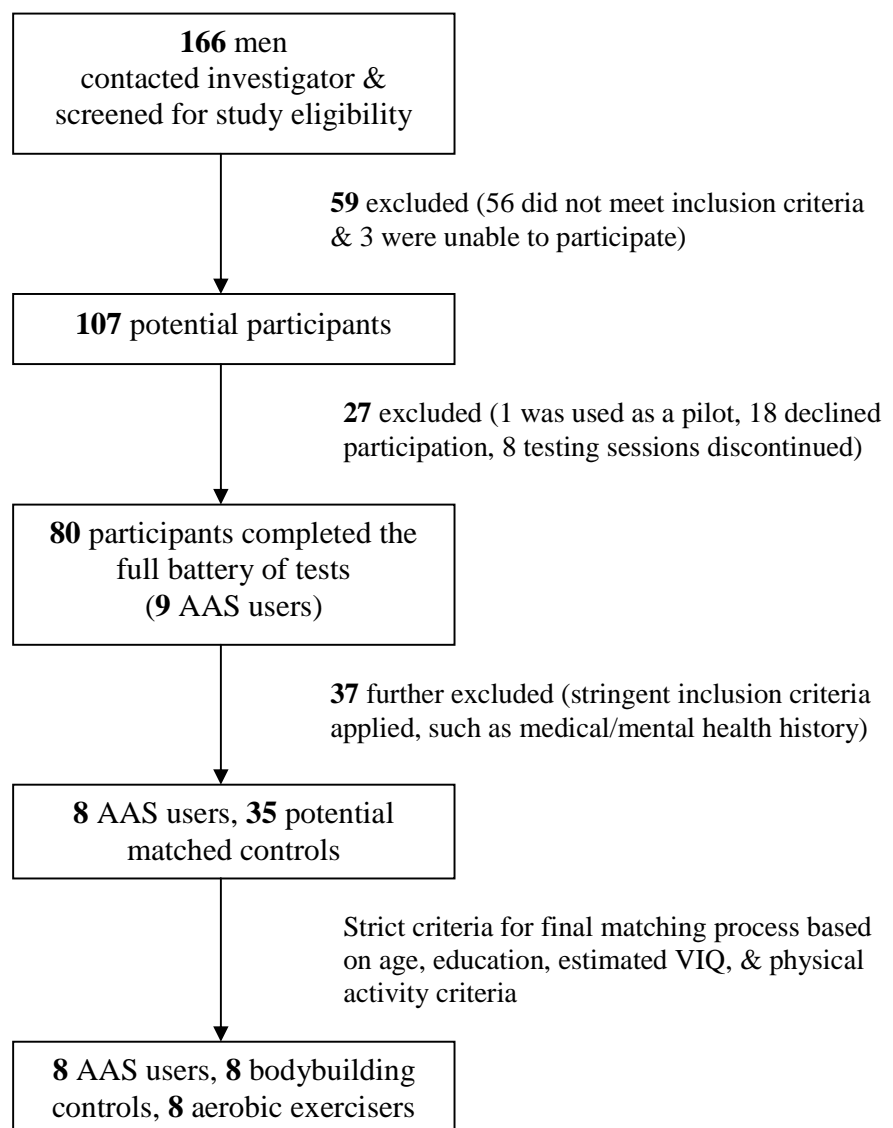 166 men
contacted investigator &
screened for study eligibility
59 excluded (56 did not meet inclusion criteria
& 3 were unable to participate)
107 potential participants
27 excluded (1 was used as a pilot, 18 declined
participation, 8 testing sessions discontinued)
80 participants completed the
full battery of tests
(9 AAS users)
37 further excluded (stringent inclusion criteria
applied, such as medical/mental health history)
8 AAS users, 35 potential
matched controls
Strict criteria for final matching process based
on age, education, estimated VIQ, & physical
activity criteria
8 AAS users, 8 bodybuilding
controls, 8 aerobic exercisers